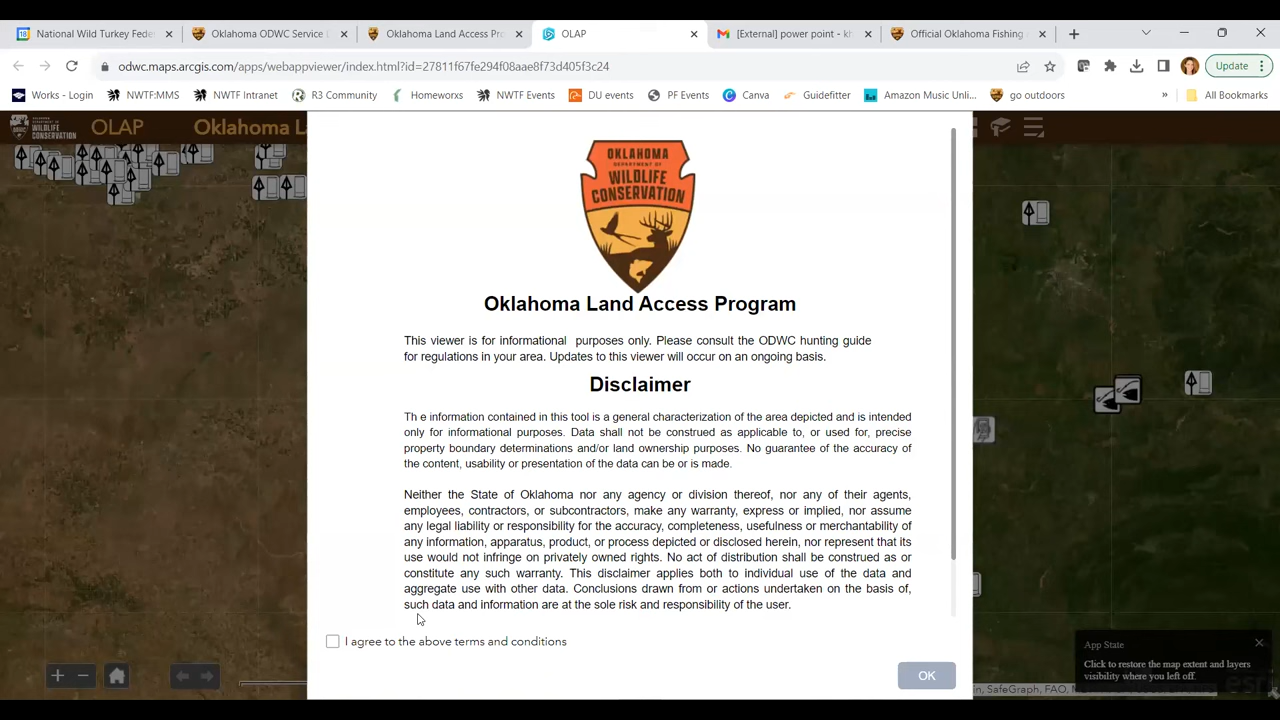 National Wild Turkey Feder
Oklahoma ODWC Service L
Oklahoma Land Access Pro
OLAP
[External] power point - kh
Official Oklahoma Fishing
odwc.maps.arcgis.com/apps/webappviewer/index.html?id=27811f67fe294f08aae8f73d405f3c24
Update
Works - Login
NWTF:MMS
NWTF Intranet
R3 Community
Homeworxs
NWTF Events
DU events
PF Events
Canva
Guidefitter
Amazon Music Unli...
go outdoors
»
All Bookmarks
WILDLIFE
CONSERVATION
OLAP
Oklahoma La
OKLAHOMA
DEPARTMENT OF
WILDLIFE
CONSERVATION
Oklahoma Land Access Program
This viewer is for informational purposes only. Please consult the ODWC hunting guide
for regulations in your area. Updates to this viewer will occur on an ongoing basis.
Disclaimer
Th e information contained in this tool is a general characterization of the area depicted and is intended
only for informational purposes. Data shall not be construed as applicable to, or used for, precise
property boundary determinations and/or land ownership purposes. No guarantee of the accuracy of
the content, usability or presentation of the data can be or is made.
Neither the State of Oklahoma nor any agency or division thereof, nor any of their agents,
employees, contractors, or subcontractors, make any warranty, express or implied, nor assume
any legal liability or responsibility for the accuracy, completeness, usefulness or merchantability of
any information, apparatus, product, or process depicted or disclosed herein, nor represent that its
use would not infringe on privately owned rights. No act of distribution shall be construed as or
constitute any such warranty. This disclaimer applies both to individual use of the data and
aggregate use with other data. Conclusions drawn from or actions undertaken on the basis of,
such data and information are at the sole risk and responsibility of the user.
I agree to the above terms and conditions
OK
App State
Click to restore the map extent and layers
visibility where you left off.
in, SafeGraph, FAO, M
esri